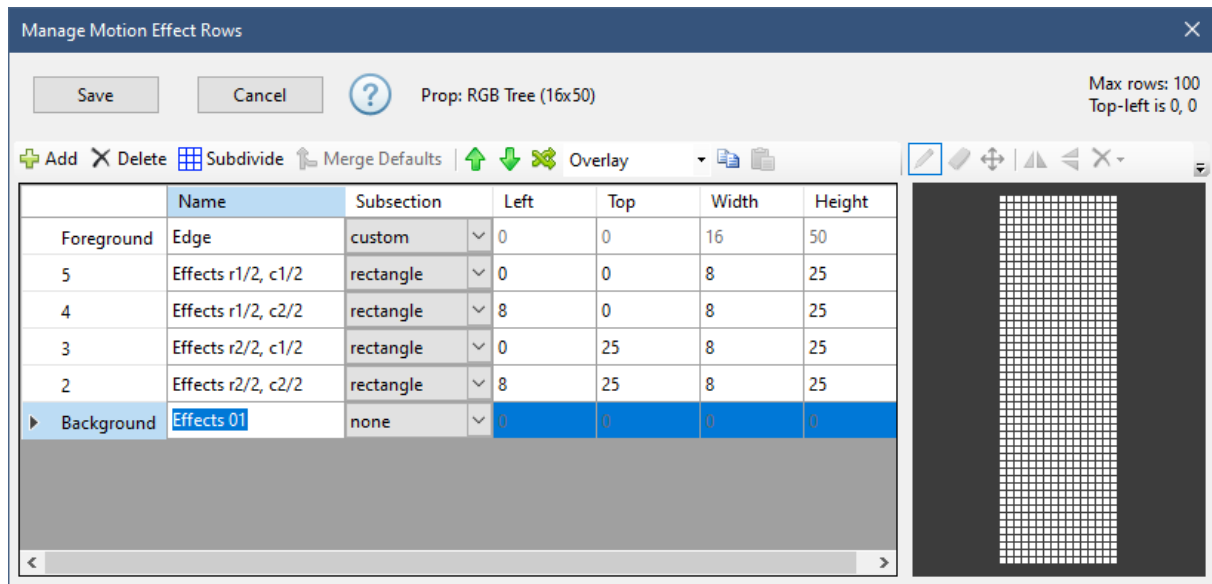 Manage Motion Effect Rows
Save Cancel ? Prop: RGB Tree (16x50) Max rows: 100
Top-left is 0, 0
Add Delete Subdivide Merge Defaults Overlay
Name Subsection Left Top Width Height
Foreground Edge custom 0 0 16 50
5 Effects r1/2, c1/2 rectangle 0 0 8 25
4 Effects r1/2, c2/2 rectangle 8 0 8 25
3 Effects r2/2, c1/2 rectangle 0 25 8 25
2 Effects r2/2, c2/2 rectangle 8 25 8 25
Background Effects 01 none 0 0 0 0